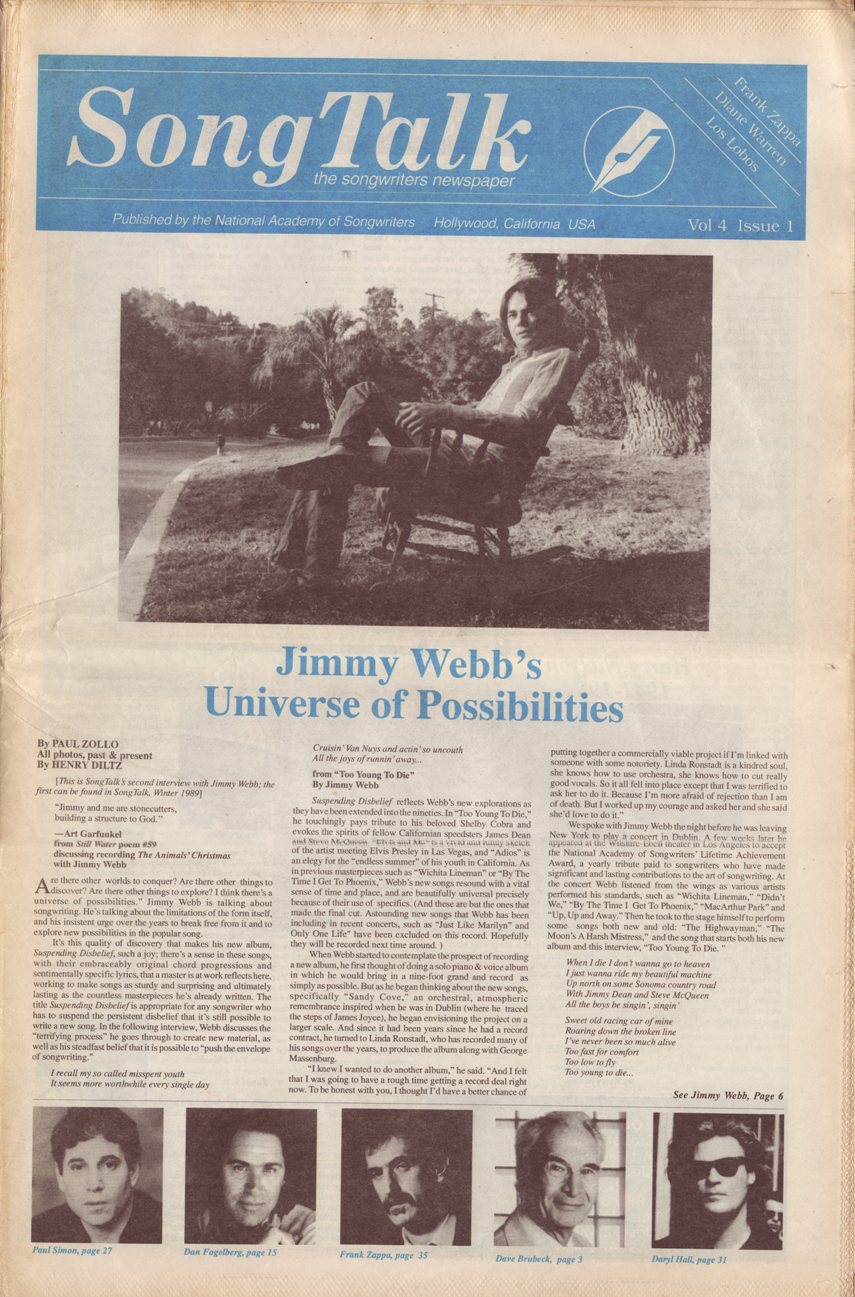 SongTalk
the songwriters newspaper
Frank Zappa
Diane Warren
Los Lobos
Published by the National Academy of Songwriters Hollywood, California USA
Vol 4 Issue 1
Jimmy Webb's
Universe of Possibilities
By PAUL ZOLLO
All photos, past & present
By HENRY DILTZ
[This is SongTalk's second interview with Jimmy Webb; the
first can be found in SongTalk, Winter 1989]
"Jimmy and me are stonecutters,
building a structure to God."
—Art Garfunkel
from Still Water poem #59
discussing recording The Animals' Christmas
with Jimmy Webb
Are there other worlds to conquer? Are there other things to
discover? Are there other things to explore? I think there's a
universe of possibilities." Jimmy Webb is talking about
songwriting. He's talking about the limitations of the form itself,
and his insistent urge over the years to break free from it and to
explore new possibilities in the popular song.
It's this quality of discovery that makes his new album,
Suspending Disbelief, such a joy; there's a sense in these songs,
with their embraceably original chord progressions and
sentimentally specific lyrics, that a master is at work reflects here,
working to make songs as sturdy and surprising and ultimately
lasting as the countless masterpieces he's already written. The
title Suspending Disbelief is appropriate for any songwriter who
has to suspend the persistent disbelief that it's still possible to
write a new song. In the following interview, Webb discusses the
"terrifying process" he goes through to create new material, as
well as his steadfast belief that it is possible to "push the envelope
of songwriting."
I recall my so called misspent youth
It seems more worthwhile every single day
Cruisin' Van Nuys and actin' so uncouth
All the joys of runnin' away...
from "Too Young To Die"
By Jimmy Webb
Suspending Disbelief reflects Webb's new explorations as
they have been extended into the nineties. In "Too Young To Die,"
he touchingly pays tribute to his beloved Shelby Cobra and
evokes the spirits of fellow Californian speedsters James Dean
and Steve McQueen. "Elvis and Me" is a vivid and funny sketch
of the artist meeting Elvis Presley in Las Vegas, and "Adios" is
an elegy for the "endless summer" of his youth in California. As
in previous masterpieces such as "Wichita Lineman" or "By The
Time I Get To Phoenix," Webb's new songs resound with a vital
sense of time and place, and are beautifully universal precisely
because of their use of specifics. (And these are but the ones that
made the final cut. Astounding new songs that Webb has been
including in recent concerts, such as "Just Like Marilyn" and
Only One Life" have been excluded on this record. Hopefully
they will be recorded next time around. )
When Webb started to contemplate the prospect of recording
a new album, he first thought of doing a solo piano & voice album
in which he would bring in a nine-foot grand and record as
simply as possible. But as he began thinking about the new songs,
specifically "Sandy Cove," an orchestral, atmospheric
remembrance inspired when he was in Dublin (where he traced
the steps of James Joyce), he began envisioning the project on a
larger scale. And since it had been years since he had a record
contract, he turned to Linda Ronstadt, who has recorded many of
his songs over the years, to produce the album along with George
Massenburg.
"I knew I wanted to do another album," he said. "And I felt
that I was going to have a rough time getting a record deal right
now. To be honest with you, I thought I'd have a better chance of
putting together a commercially viable project if I'm linked with
someone with some notoriety. Linda Ronstadt is a kindred soul,
she knows how to use orchestra, she knows how to cut really
good vocals. So it all fell into place except that I was terrified to
ask her to do it. Because I'm more afraid of rejection than I am
of death. But I worked up my courage and asked her and she said
she'd love to do it."
We spoke with Jimmy Webb the night before he was leaving
New York to play a concert in Dublin. A few weeks later he
appeared at the Wilshire Ebell theater in Los Angeles to accept
the National Academy of Songwriters' Lifetime Achievement
Award, a yearly tribute paid to songwriters who have made
significant and lasting contributions to the art of songwriting. At
the concert Webb listened from the wings as various artists
performed his standards, such as "Wichita Lineman," "Didn't
We," "By The Time I Get To Phoenix," "MacArthur Park" and
"Up, Up and Away." Then he took to the stage himself to perform
some songs both new and old: "The Highwayman," "The
Moon's A Harsh Mistress," and the song that starts both his new
album and this interview, "Too Young To Die. "
When I die I don't wanna go to heaven
I just wanna ride my beautiful machine
Up north on some Sonoma country road
With Jimmy Dean and Steve McQueen
All the boys be singin', singin'
Sweet old racing car of mine
Roaring down the broken line
I've never been so much alive
Too fast for comfort
Too low to fly
Too young to die...
See Jimmy Webb, Page 6
Paul Simon, page 27
Dan Fogelberg, page 15
Frank Zappa, page 35
Dave Brubeck, page 3
Daryl Hall, page 31